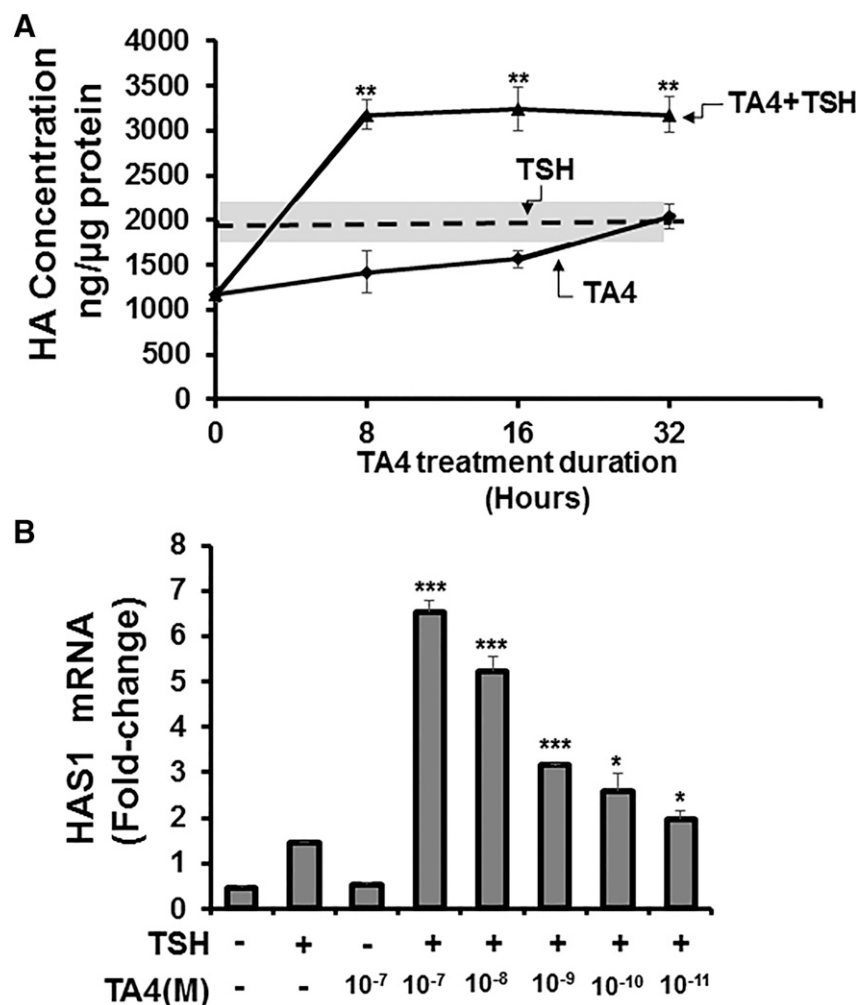 A
HA Concentration
ng/µg protein
4000
3500
3000
2500
2000
1500
1000
500
0
** ** **
TA4+TSH
TSH
TA4
0 8 16 32
TA4 treatment duration
(Hours)
B
HAS1 mRNA
(Fold-change)
8
7
6
5
4
3
2
1
0
*** *** *** * *
TSH - + - + + + + +
TA4(M) - - 10⁻⁷ 10⁻⁷ 10⁻⁸ 10⁻⁹ 10⁻¹⁰ 10⁻¹¹